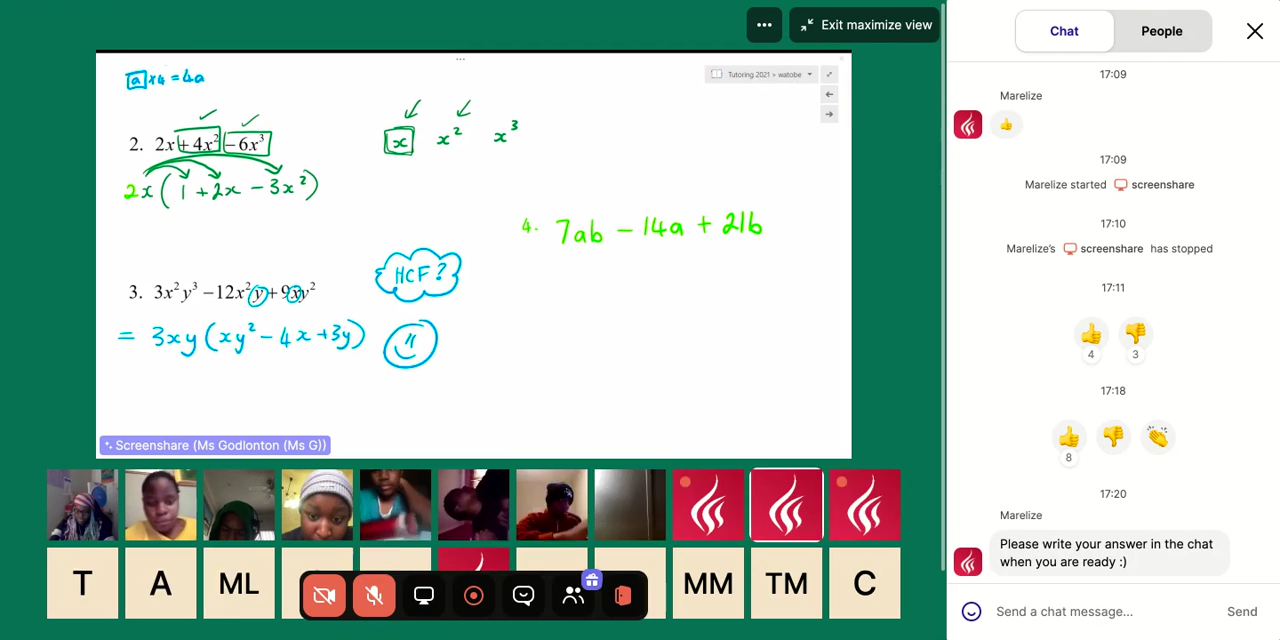 Exit maximize view
Chat
People
17:09
Marelize
17:09
Marelize started screenshare
17:10
Marelize's screenshare has stopped
17:11
4
3
17:18
8
17:20
Marelize
Please write your answer in the chat
when you are ready :)
Send a chat message...
Send
Tutoring 2021 > watobe
a x4 = 4a
2. 2x + 4x² − 6x³
x x² x³
2x(1 + 2x − 3x²)
4. 7ab − 14a + 21b
HCF?
3. 3x²y³ − 12x²y + 9xy²
= 3xy(xy² − 4x + 3y)
Screenshare (Ms Godlonton (Ms G))
T
A
ML
MM
TM
C